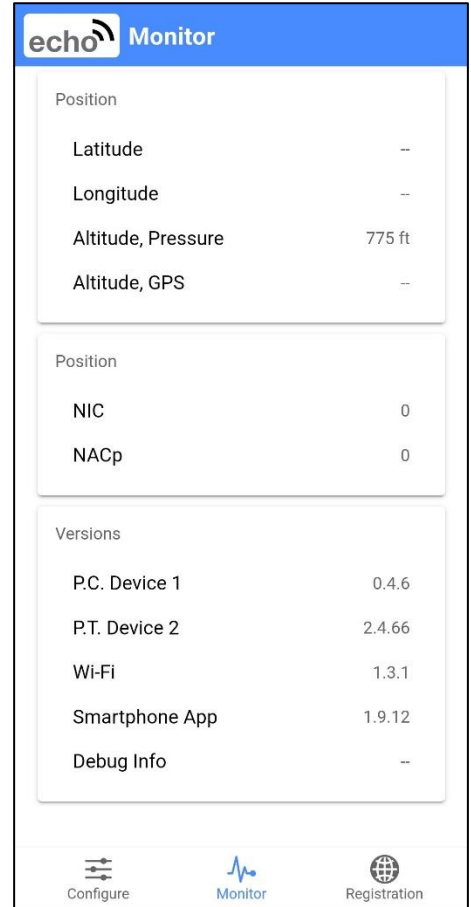 echo Monitor
Position
Latitude --
Longitude --
Altitude, Pressure 775 ft
Altitude, GPS --
Position
NIC 0
NACp 0
Versions
P.C. Device 1 0.4.6
P.T. Device 2 2.4.66
Wi-Fi 1.3.1
Smartphone App 1.9.12
Debug Info --
Configure Monitor Registration